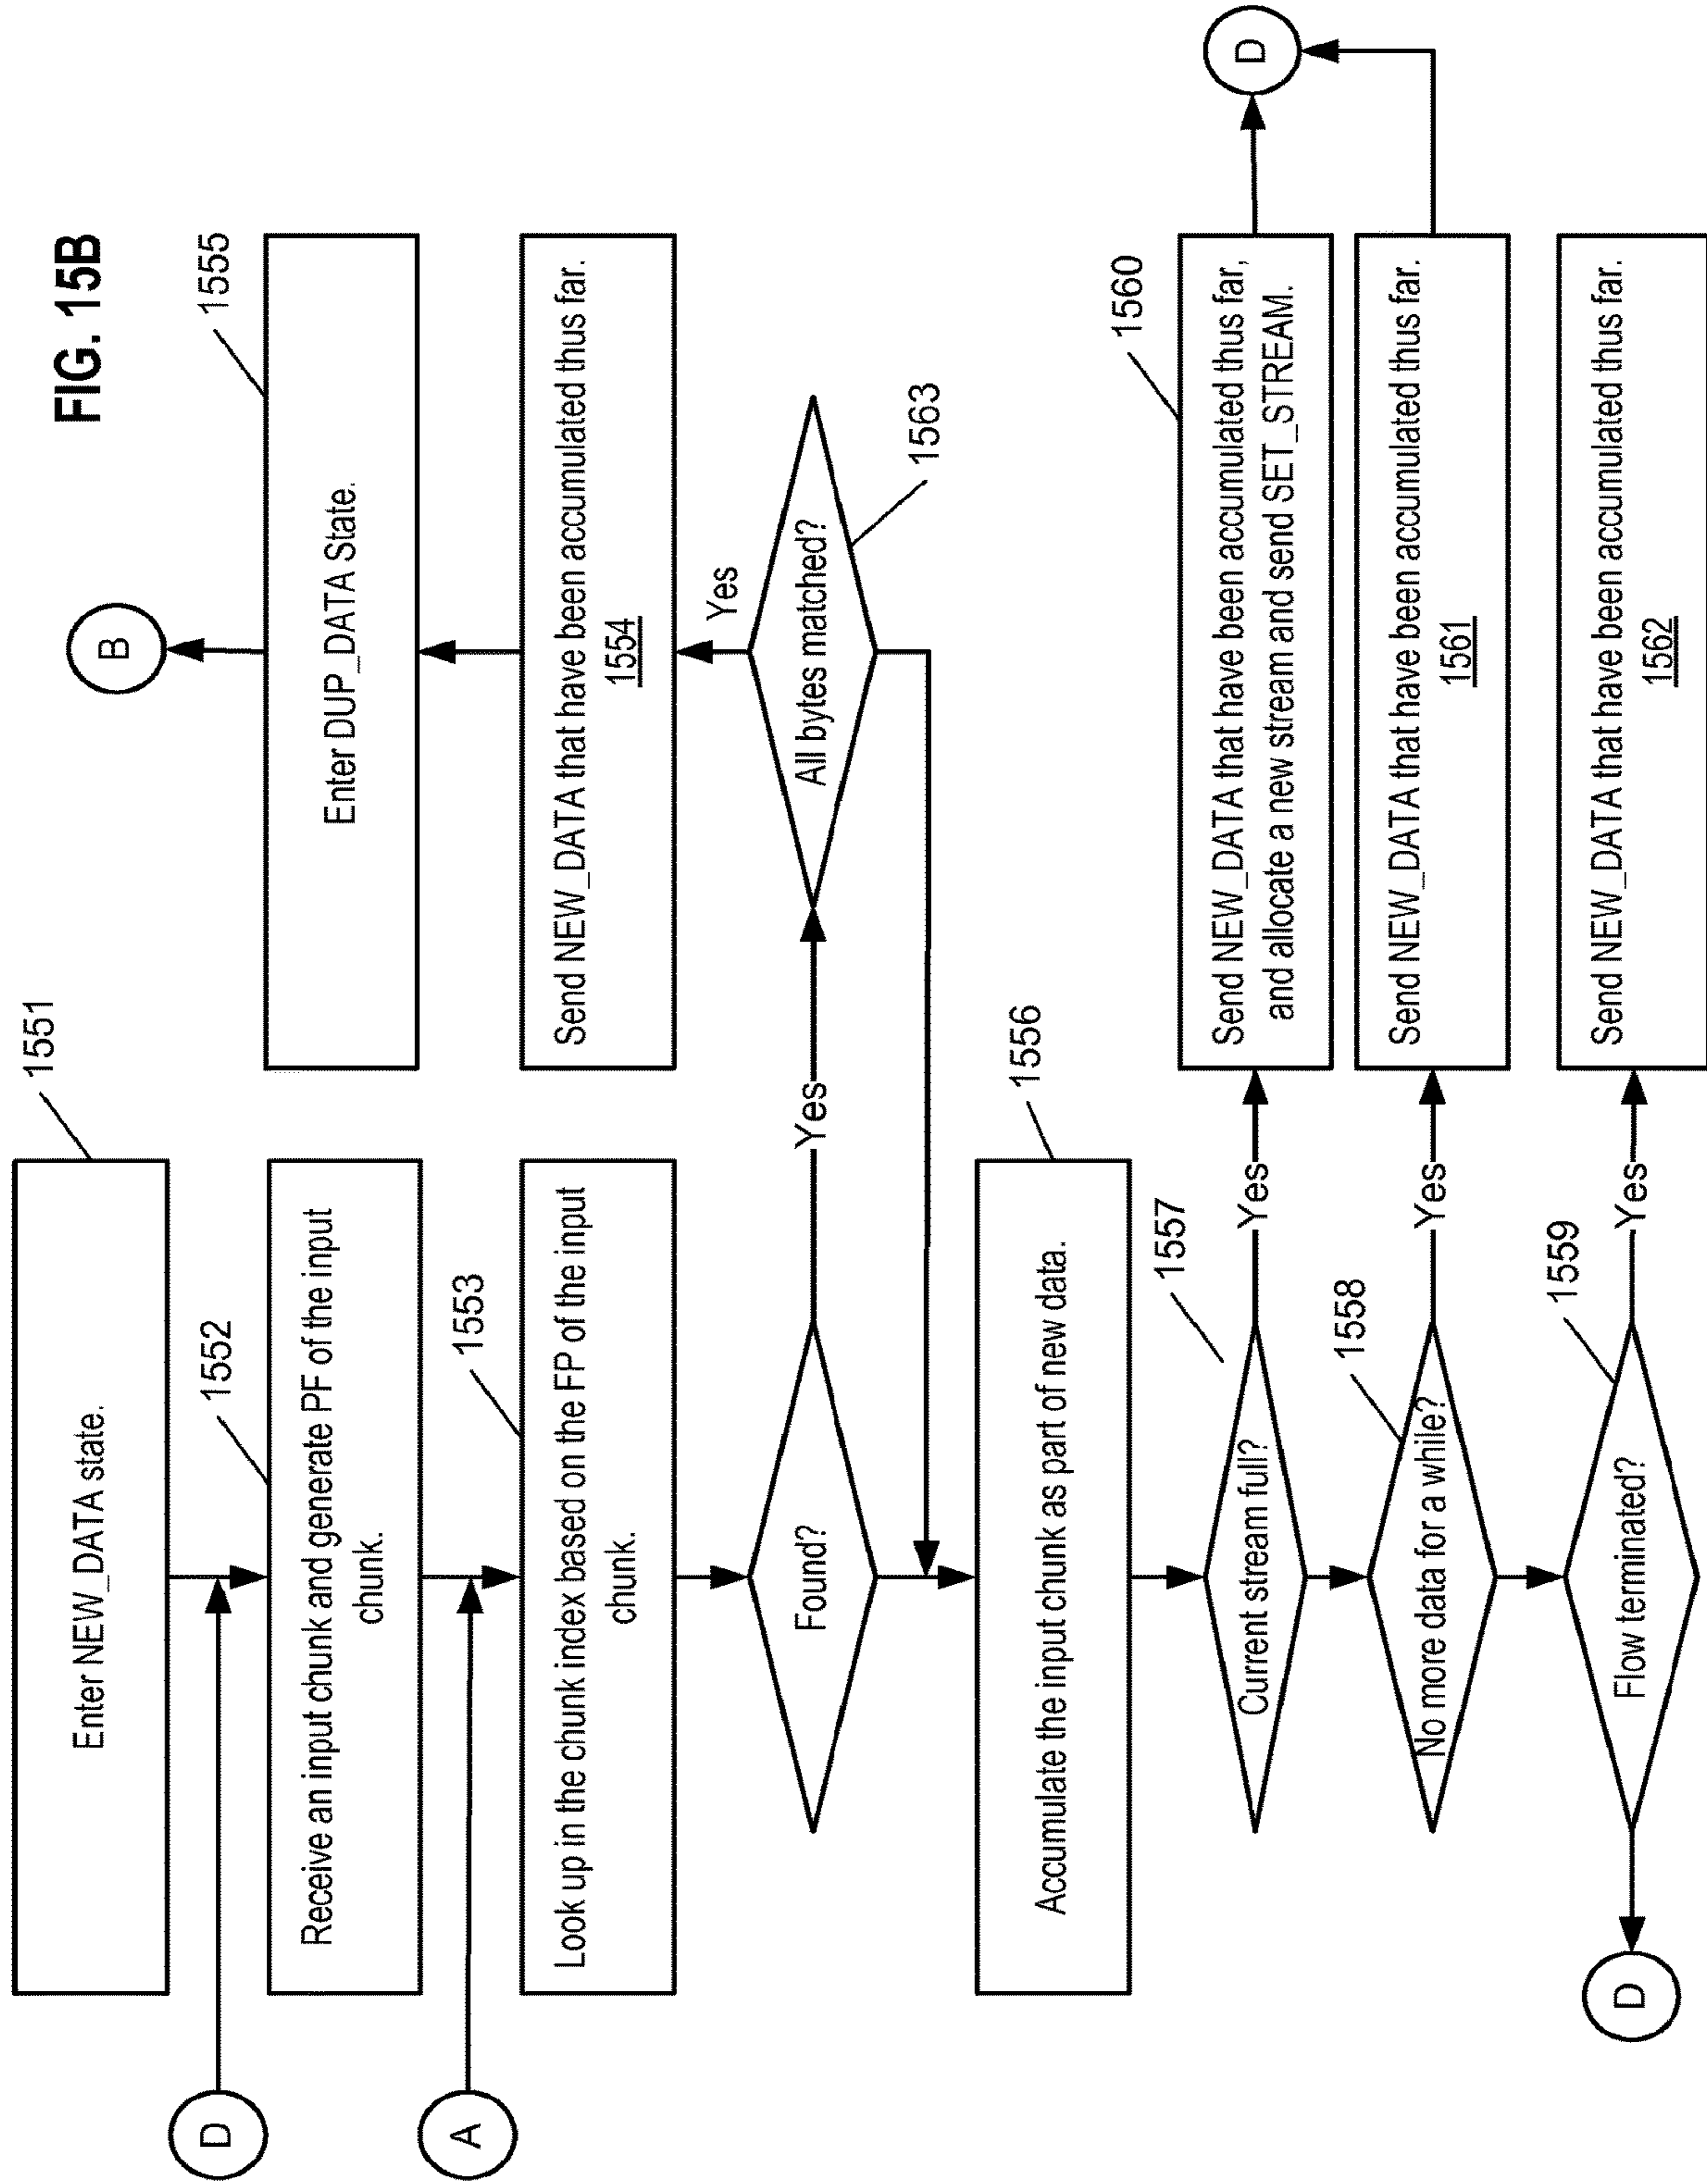 FIG. 15B
1551
Enter NEW_DATA state.
D
1552
Receive an input chunk and generate PF of the input
chunk.
A
1553
Look up in the chunk index based on the FP of the input
chunk.
Found?
Yes
B
1555
Enter DUP_DATA State.
Send NEW_DATA that have been accumulated thus far.
1554
Yes
All bytes matched?
1563
1556
Accumulate the input chunk as part of new data.
1557
Current stream full?
Yes
1560
Send NEW_DATA that have been accumulated thus far,
and allocate a new stream and send SET_STREAM.
D
1558
No more data for a while?
Yes
Send NEW_DATA that have been accumulated thus far.
1561
1559
Flow terminated?
Yes
Send NEW_DATA that have been accumulated thus far.
1562
D